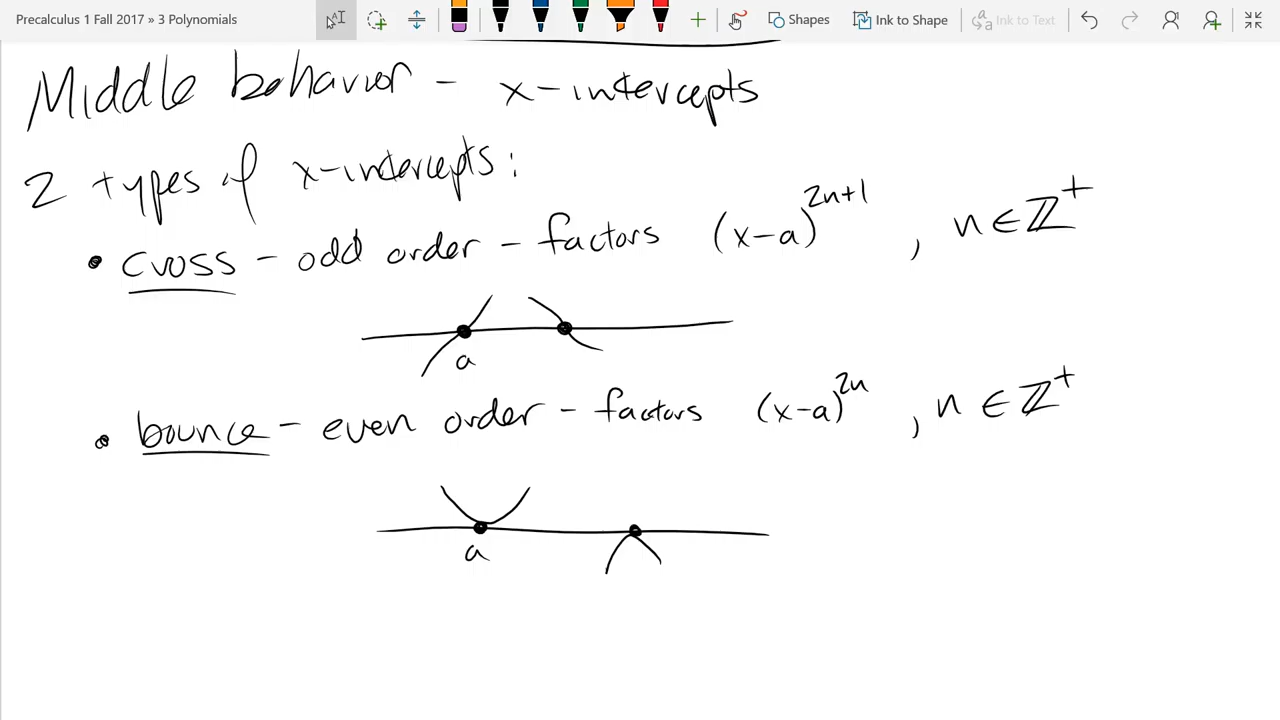 Precalculus 1 Fall 2017 » 3 Polynomials
Shapes Ink to Shape Ink to Text
Middle behavior - x-intercepts
2 types of x-intercepts:
• cross - odd order - factors (x-a)^{2n+1}, n∈ℤ^+
a
• bounce - even order - factors (x-a)^{2n}, n∈ℤ^+
a